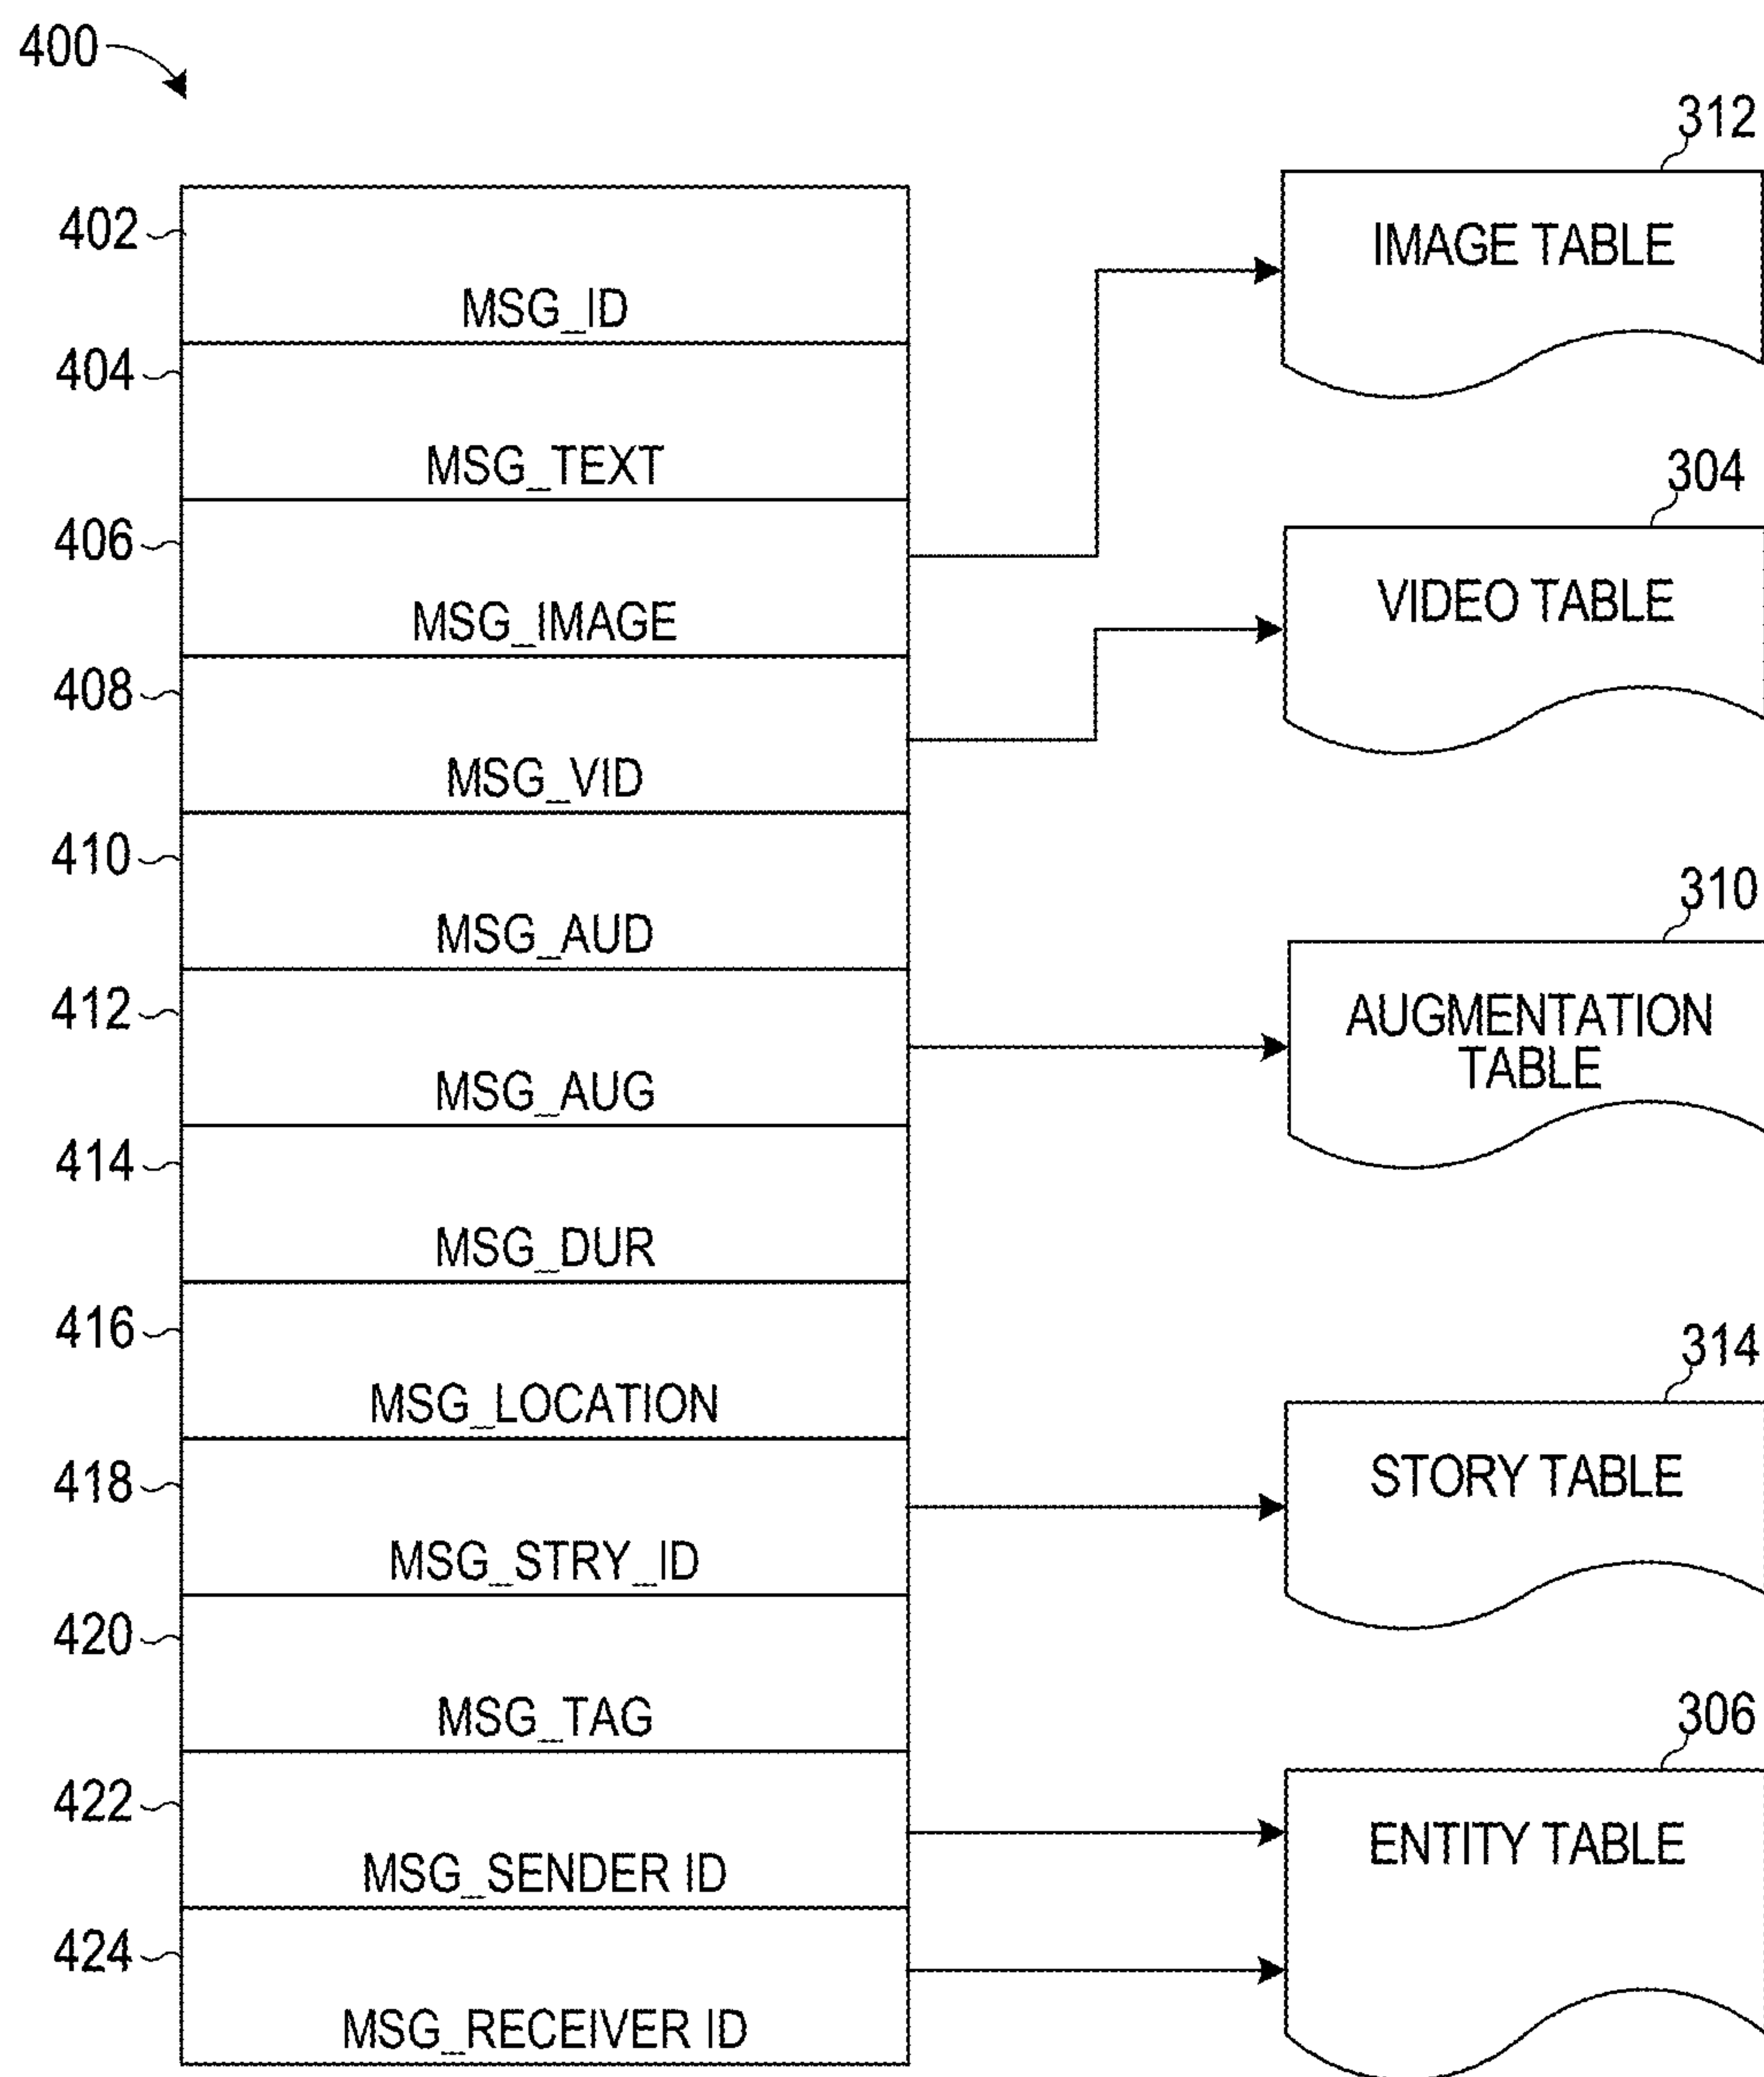 400
402
MSG_ID
404
MSG_TEXT
406
MSG_IMAGE
408
MSG_VID
410
MSG_AUD
412
MSG_AUG
414
MSG_DUR
416
MSG_LOCATION
418
MSG_STRY_ID
420
MSG_TAG
422
MSG_SENDER ID
424
MSG_RECEIVER ID
312
IMAGE TABLE
304
VIDEO TABLE
310
AUGMENTATION
TABLE
314
STORY TABLE
306
ENTITY TABLE